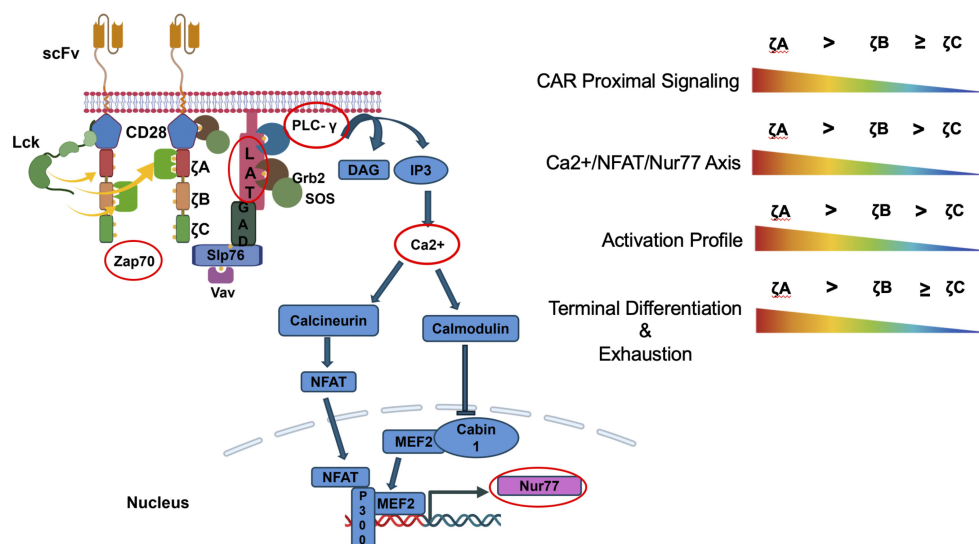 scFv
Lck
CD28
ζA
ζB
ζC
Zap70
LAT
GAD
Slp76
Vav
PLC-γ
Grb2
SOS
DAG
IP3
Ca2+
Calcineurin
Calmodulin
NFAT
Cabin
1
MEF2
NFAT
P300
MEF2
Nur77
Nucleus
ζA > ζB ≥ ζC
CAR Proximal Signaling
ζA > ζB > ζC
Ca2+/NFAT/Nur77 Axis
ζA > ζB > ζC
Activation Profile
ζA > ζB ≥ ζC
Terminal Differentiation
&
Exhaustion